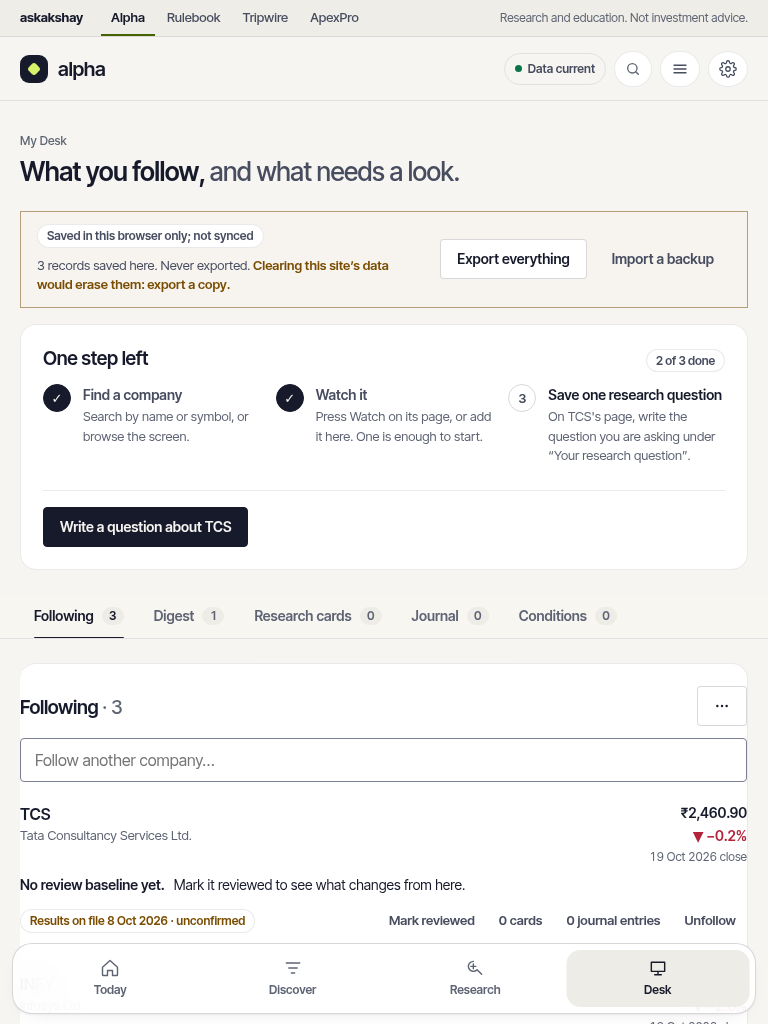 askakshay Alpha Rulebook Tripwire ApexPro Research and education. Not investment advice.
alpha Data current
My Desk
What you follow, and what needs a look.
Saved in this browser only; not synced
3 records saved here. Never exported. Clearing this site's data
would erase them: export a copy.
Export everything Import a backup
One step left 2 of 3 done
✓ Find a company
Search by name or symbol, or
browse the screen.
✓ Watch it
Press Watch on its page, or add
it here. One is enough to start.
3 Save one research question
On TCS's page, write the
question you are asking under
“Your research question”.
Write a question about TCS
Following 3 Digest 1 Research cards 0 Journal 0 Conditions 0
Following · 3 ···
Follow another company…
TCS ₹2,460.90
Tata Consultancy Services Ltd. ▼ −0.2%
19 Oct 2026 close
No review baseline yet. Mark it reviewed to see what changes from here.
Results on file 8 Oct 2026 · unconfirmed Mark reviewed 0 cards 0 journal entries Unfollow
Today Discover Research Desk